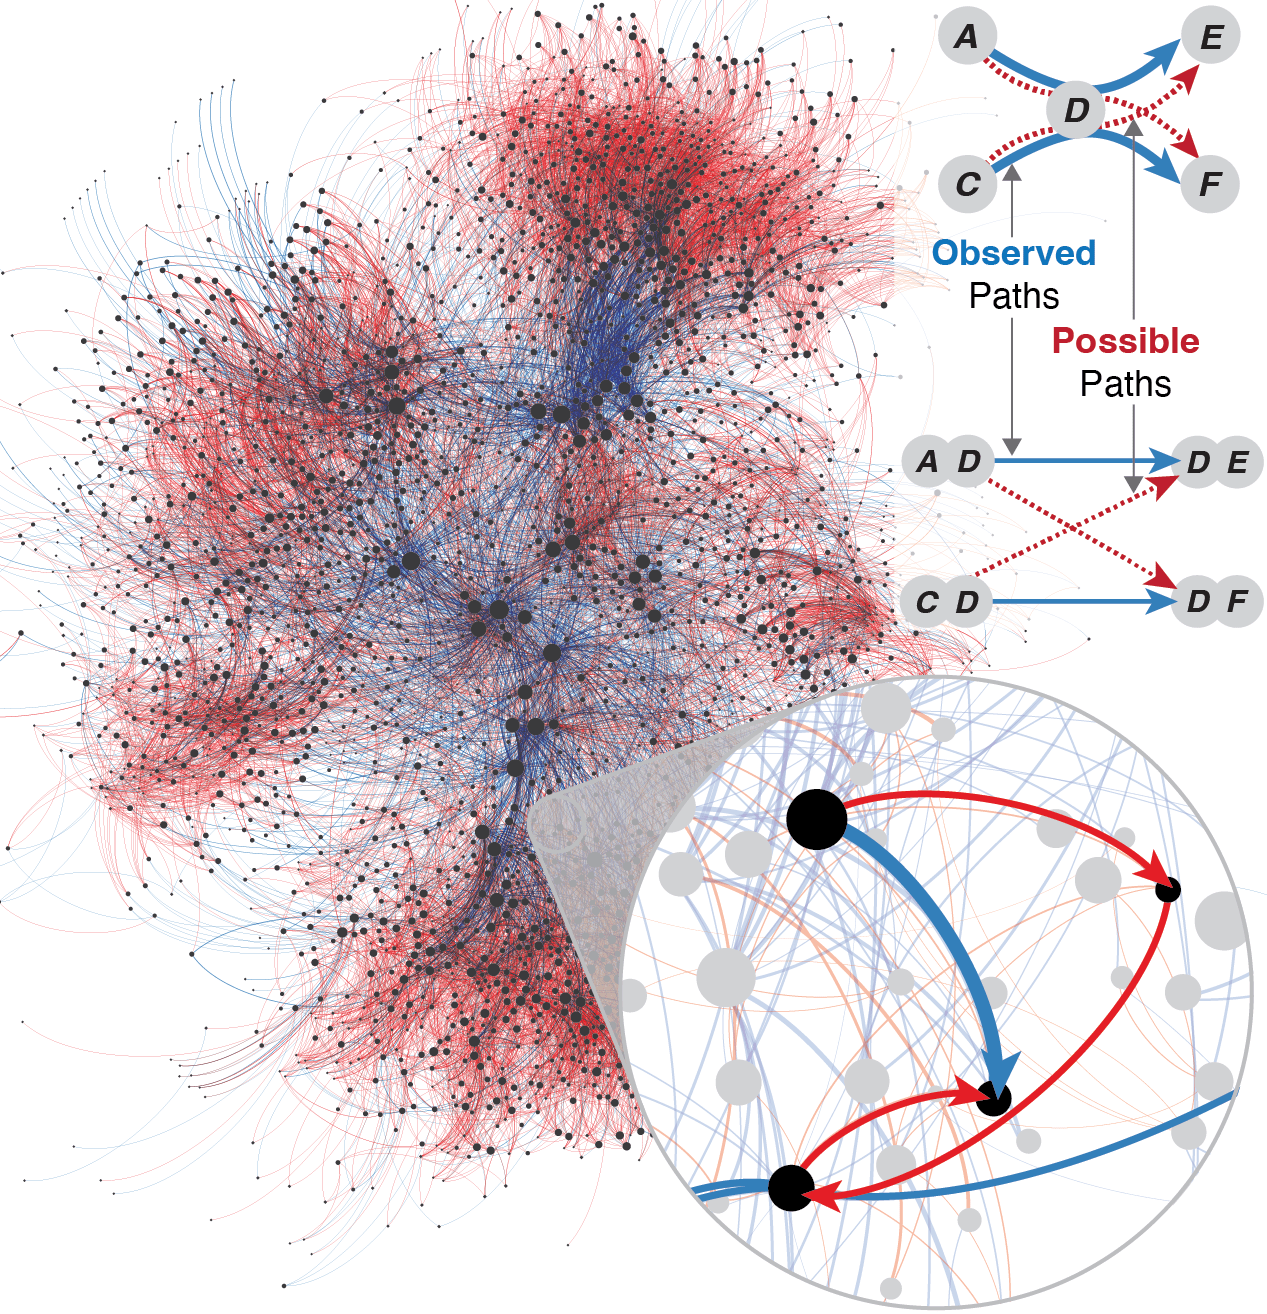 A E
D
C F
Observed
Paths
Possible
Paths
A D D E
C D D F